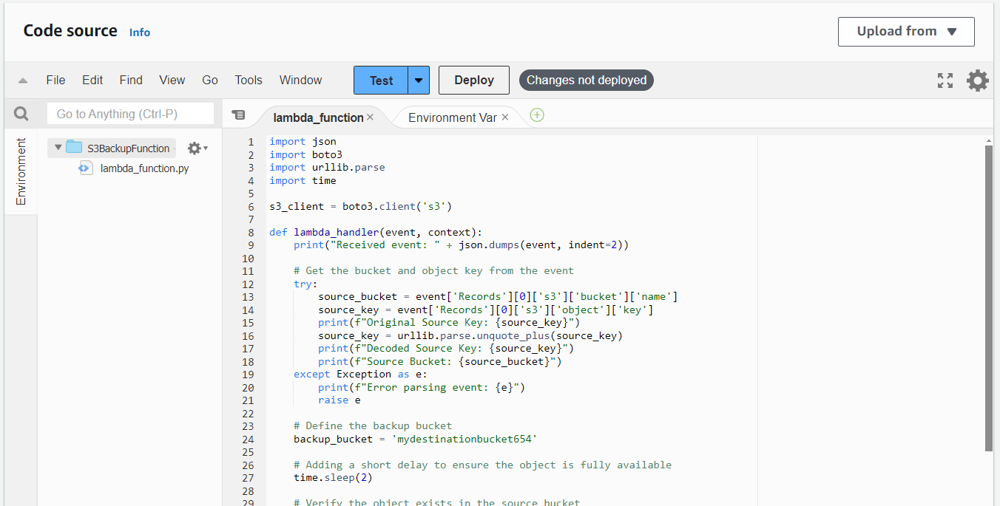 Code source Info
Upload from
File Edit Find View Go Tools Window Test Deploy Changes not deployed
Go to Anything (Ctrl-P)
lambda_function Environment Var
Environment
S3BackupFunction -
lambda_function.py
1 import json
2 import boto3
3 import urllib.parse
4 import time
5
6 s3_client = boto3.client('s3')
7
8 def lambda_handler(event, context):
9     print("Received event: " + json.dumps(event, indent=2))
10
11     # Get the bucket and object key from the event
12     try:
13         source_bucket = event['Records'][0]['s3']['bucket']['name']
14         source_key = event['Records'][0]['s3']['object']['key']
15         print(f"Original Source Key: {source_key}")
16         source_key = urllib.parse.unquote_plus(source_key)
17         print(f"Decoded Source Key: {source_key}")
18         print(f"Source Bucket: {source_bucket}")
19     except Exception as e:
20         print(f"Error parsing event: {e}")
21         raise e
22
23     # Define the backup bucket
24     backup_bucket = 'mydestinationbucket654'
25
26     # Adding a short delay to ensure the object is fully available
27     time.sleep(2)
28
29     # Verify the object exists in the source bucket